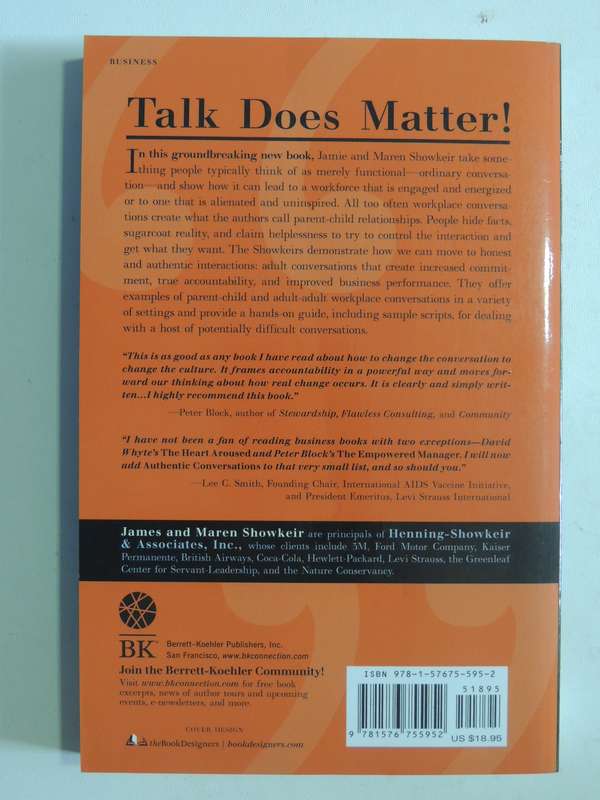 BUSINESS
Talk Does Matter!
In this groundbreaking new book, Jamie and Maren Showkeir take some-
thing people typically think of as merely functional—ordinary conversa-
tion—and show how it can lead to a workforce that is engaged and energized
or to one that is alienated and uninspired. All too often workplace conversa-
tions create what the authors call parent-child relationships. People hide facts,
sugarcoat reality, and claim helplessness to try to control the interaction and
get what they want. The Showkeirs demonstrate how we can move to honest
and authentic interactions: adult conversations that create increased commit-
ment, true accountability, and improved business performance. They offer
examples of parent-child and adult-adult workplace conversations in a variety
of settings and provide a hands-on guide, including sample scripts, for dealing
with a host of potentially difficult conversations.
“This is as good as any book I have read about how to change the conversation to
change the culture. It frames accountability in a powerful way and moves for-
ward our thinking about how real change occurs. It is clearly and simply writ-
ten...I highly recommend this book.”
—Peter Block, author of Stewardship, Flawless Consulting, and Community
“I have not been a fan of reading business books with two exceptions—David
Whyte's The Heart Aroused and Peter Block's The Empowered Manager. I will now
add Authentic Conversations to that very small list, and so should you.”
—Lee C. Smith, Founding Chair, International AIDS Vaccine Initiative,
and President Emeritus, Levi Strauss International
James and Maren Showkeir are principals of Henning-Showkeir
& Associates, Inc., whose clients include 3M, Ford Motor Company, Kaiser
Permanente, British Airways, Coca-Cola, Hewlett-Packard, Levi Strauss, the Greenleaf
Center for Servant-Leadership, and the Nature Conservancy.
BK
Berrett-Koehler Publishers, Inc.
San Francisco, www.bkconnection.com
Join the Berrett-Koehler Community!
Visit www.bkconnection.com for free book
excerpts, news of author tours and upcoming
events, e-newsletters, and more.
COVER DESIGN
theBookDesigners | bookdesigners.com
ISBN 978-1-57675-595-2
51895
9 781576 755952
US $18.95